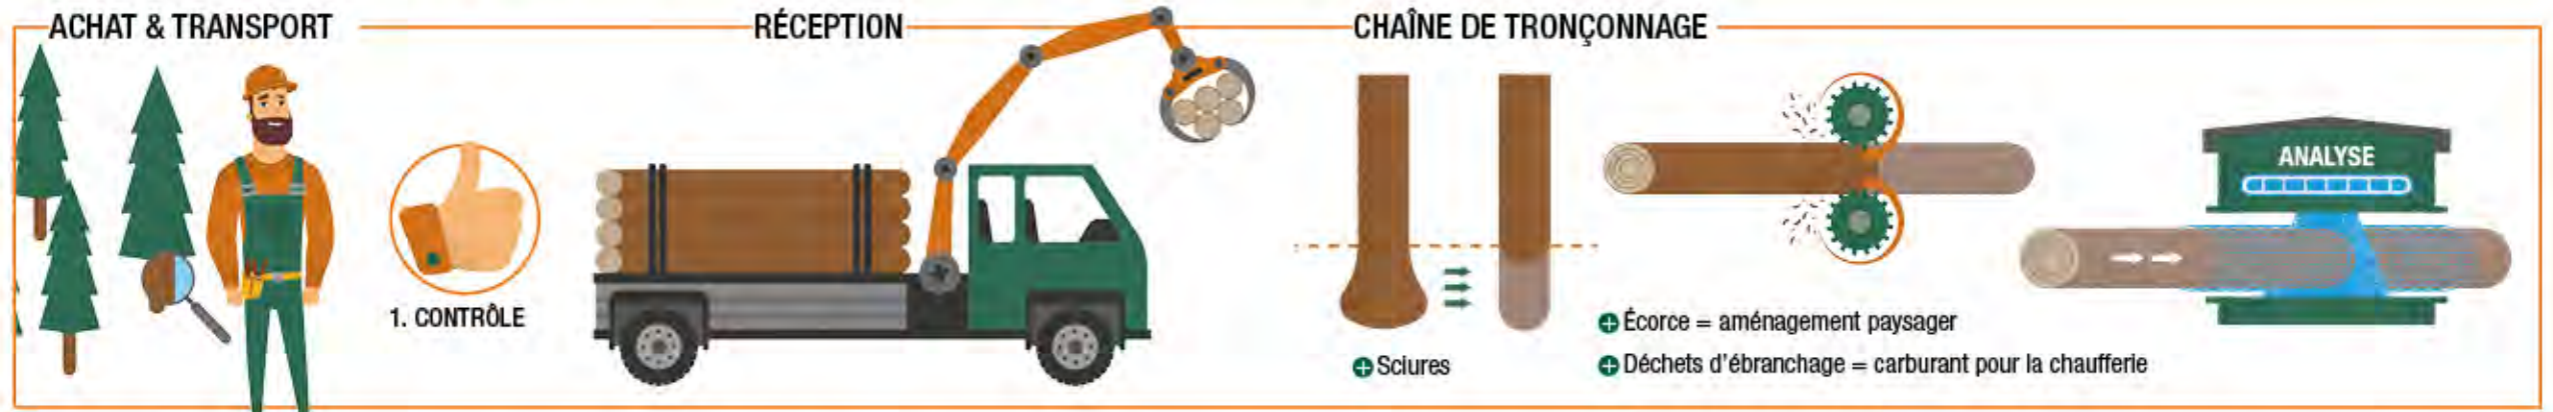 ACHAT & TRANSPORT
RÉCEPTION
CHAÎNE DE TRONÇONNAGE
1. CONTRÔLE
Sciures
Écorce = aménagement paysager
Déchets d'ébranchage = carburant pour la chaufferie
ANALYSE